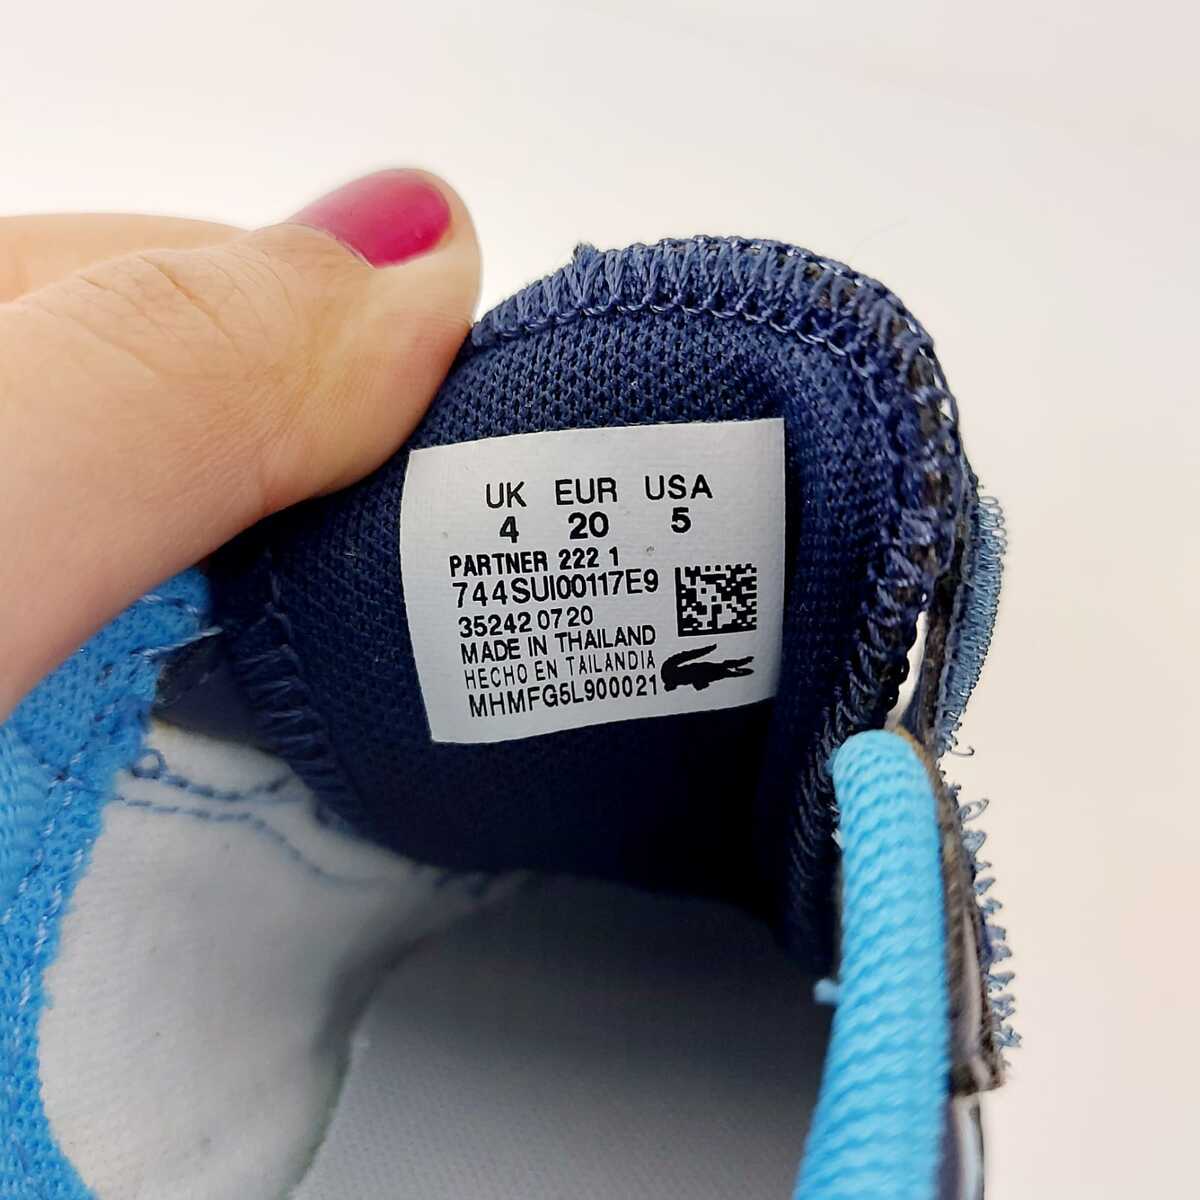 UK EUR USA
4 20 5
PARTNER 222 1
744SUI00117E9
35242 07 20
MADE IN THAILAND
HECHO EN TAILANDIA
MHMFG5L900021